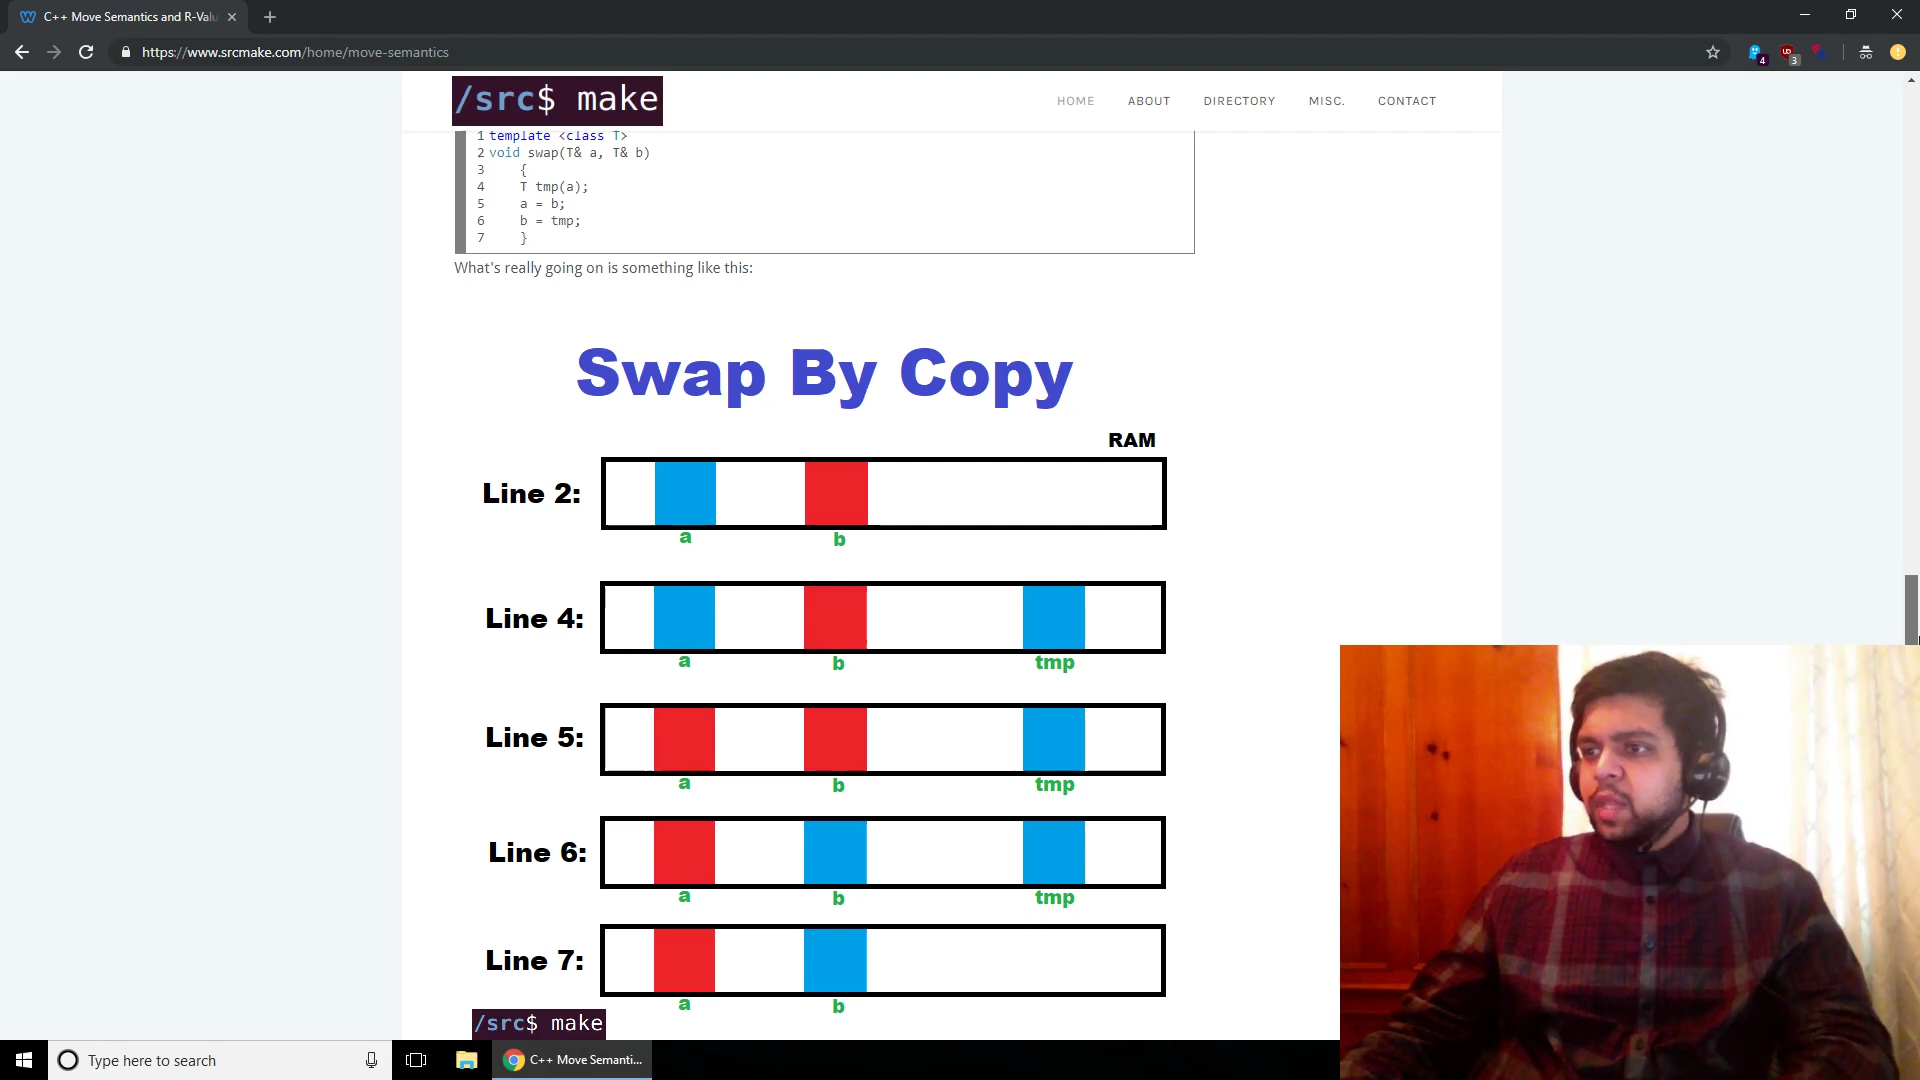 C++ Move Semantics and R-Valu
https://www.srcmake.com/home/move-semantics
4
UD
3
/src$ make
HOME ABOUT DIRECTORY MISC. CONTACT
1 template <class T>
2 void swap(T& a, T& b)
3 {
4 T tmp(a);
5 a = b;
6 b = tmp;
7 }
What's really going on is something like this:
Swap By Copy
RAM
Line 2:
a b
Line 4:
a b tmp
Line 5:
a b tmp
Line 6:
a b tmp
Line 7:
a b
/src$ make
Type here to search
C++ Move Semanti...